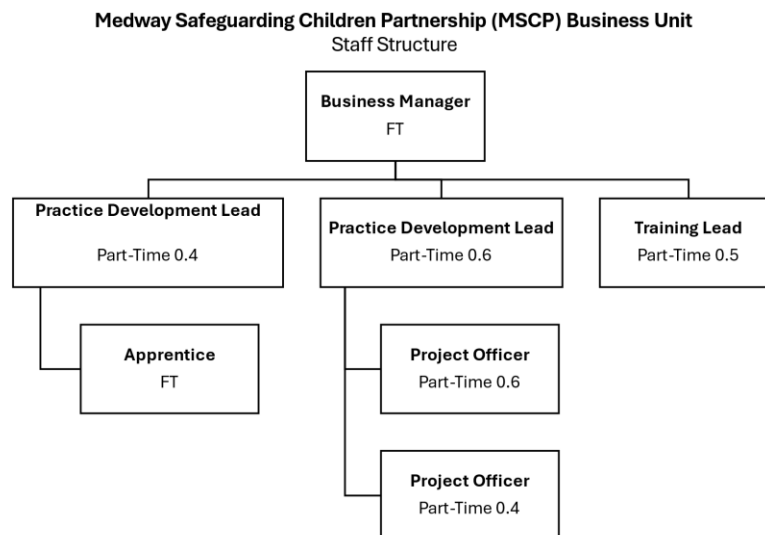 Medway Safeguarding Children Partnership (MSCP) Business Unit
Staff Structure
Business Manager
FT
Practice Development Lead
Part-Time 0.4
Practice Development Lead
Part-Time 0.6
Training Lead
Part-Time 0.5
Apprentice
FT
Project Officer
Part-Time 0.6
Project Officer
Part-Time 0.4